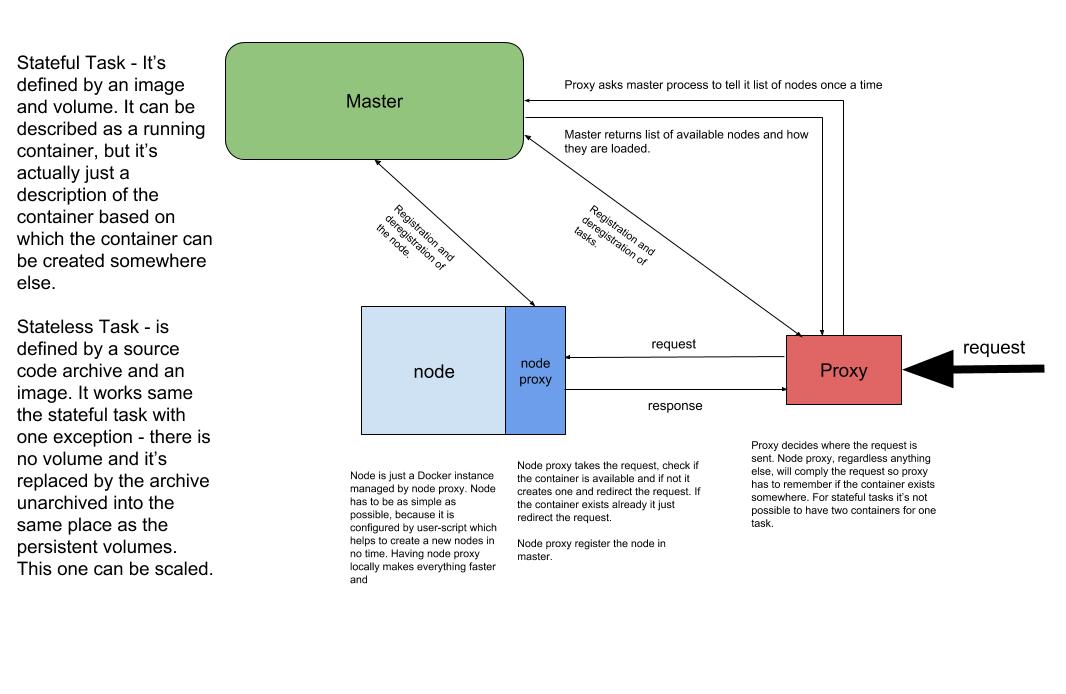 Stateful Task - It's
defined by an image
and volume. It can be
described as a running
container, but it's
actually just a
description of the
container based on
which the container can
be created somewhere
else.
Stateless Task - is
defined by a source
code archive and an
image. It works same
the stateful task with
one exception - there is
no volume and it's
replaced by the archive
unarchived into the
same place as the
persistent volumes.
This one can be scaled.
Master
Proxy asks master process to tell it list of nodes once a time
Master returns list of available nodes and how
they are loaded.
Registration and
deregistration of
the node.
Registration and
deregistration of
tasks.
node
node
proxy
request
response
Proxy
request
Node is just a Docker instance
managed by node proxy. Node
has to be as simple as
possible, because it is
configured by user-script which
helps to create a new nodes in
no time. Having node proxy
locally makes everything faster
and
Node proxy takes the request, check if
the container is available and if not it
creates one and redirect the request. If
the container exists already it just
redirect the request.
Node proxy register the node in
master.
Proxy decides where the request is
sent. Node proxy, regardless anything
else, will comply the request so proxy
has to remember if the container exists
somewhere. For stateful tasks it's not
possible to have two containers for one
task.